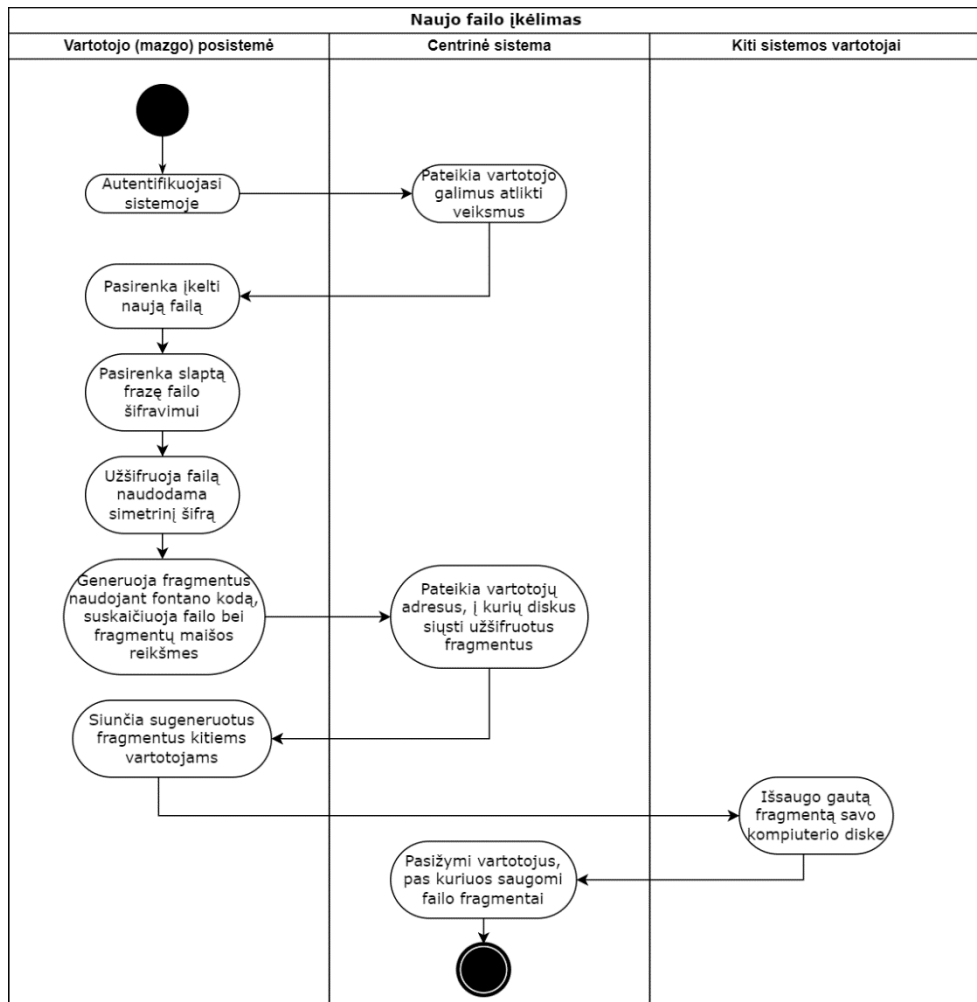 Naujo failo įkėlimas
Vartotojo (mazgo) posistemė
Centrinė sistema
Kiti sistemos vartotojai
Autentifikuojasi
sistemoje
Pateikia vartotojo
galimus atlikti
veiksmus
Pasirenka įkelti
naują failą
Pasirenka slaptą
frazę failo
šifravimui
Užšifruoja failą
naudodama
simetrinį šifrą
Generuoja fragmentus
naudojant fontano kodą,
suskaičiuoja failo bei
fragmentų maišos
reikšmes
Pateikia vartotojų
adresus, į kurių diskus
siųsti užšifruotus
fragmentus
Siunčia sugeneruotus
fragmentus kitiems
vartotojams
Išsaugo gautą
fragmentą savo
kompiuterio diske
Pasižymi vartotojus,
pas kuriuos saugomi
failo fragmentai